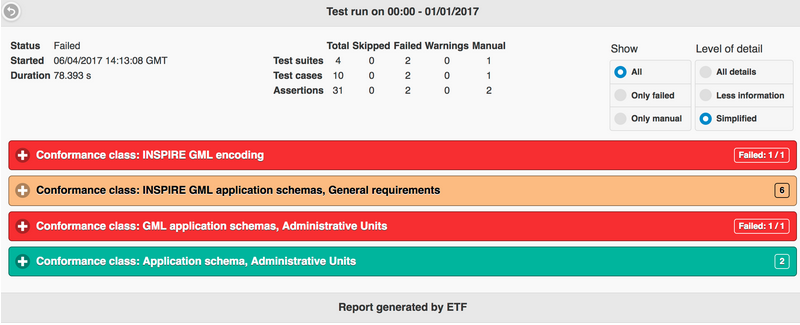 Test run on 00:00 - 01/01/2017
Status Failed
Started 06/04/2017 14:13:08 GMT
Duration 78.393 s
Total Skipped Failed Warnings Manual
Test suites 4 0 2 0 1
Test cases 10 0 2 0 1
Assertions 31 0 2 0 2
Show
All
Only failed
Only manual
Level of detail
All details
Less information
Simplified
Conformance class: INSPIRE GML encoding Failed: 1 / 1
Conformance class: INSPIRE GML application schemas, General requirements 6
Conformance class: GML application schemas, Administrative Units Failed: 1 / 1
Conformance class: Application schema, Administrative Units 2
Report generated by ETF